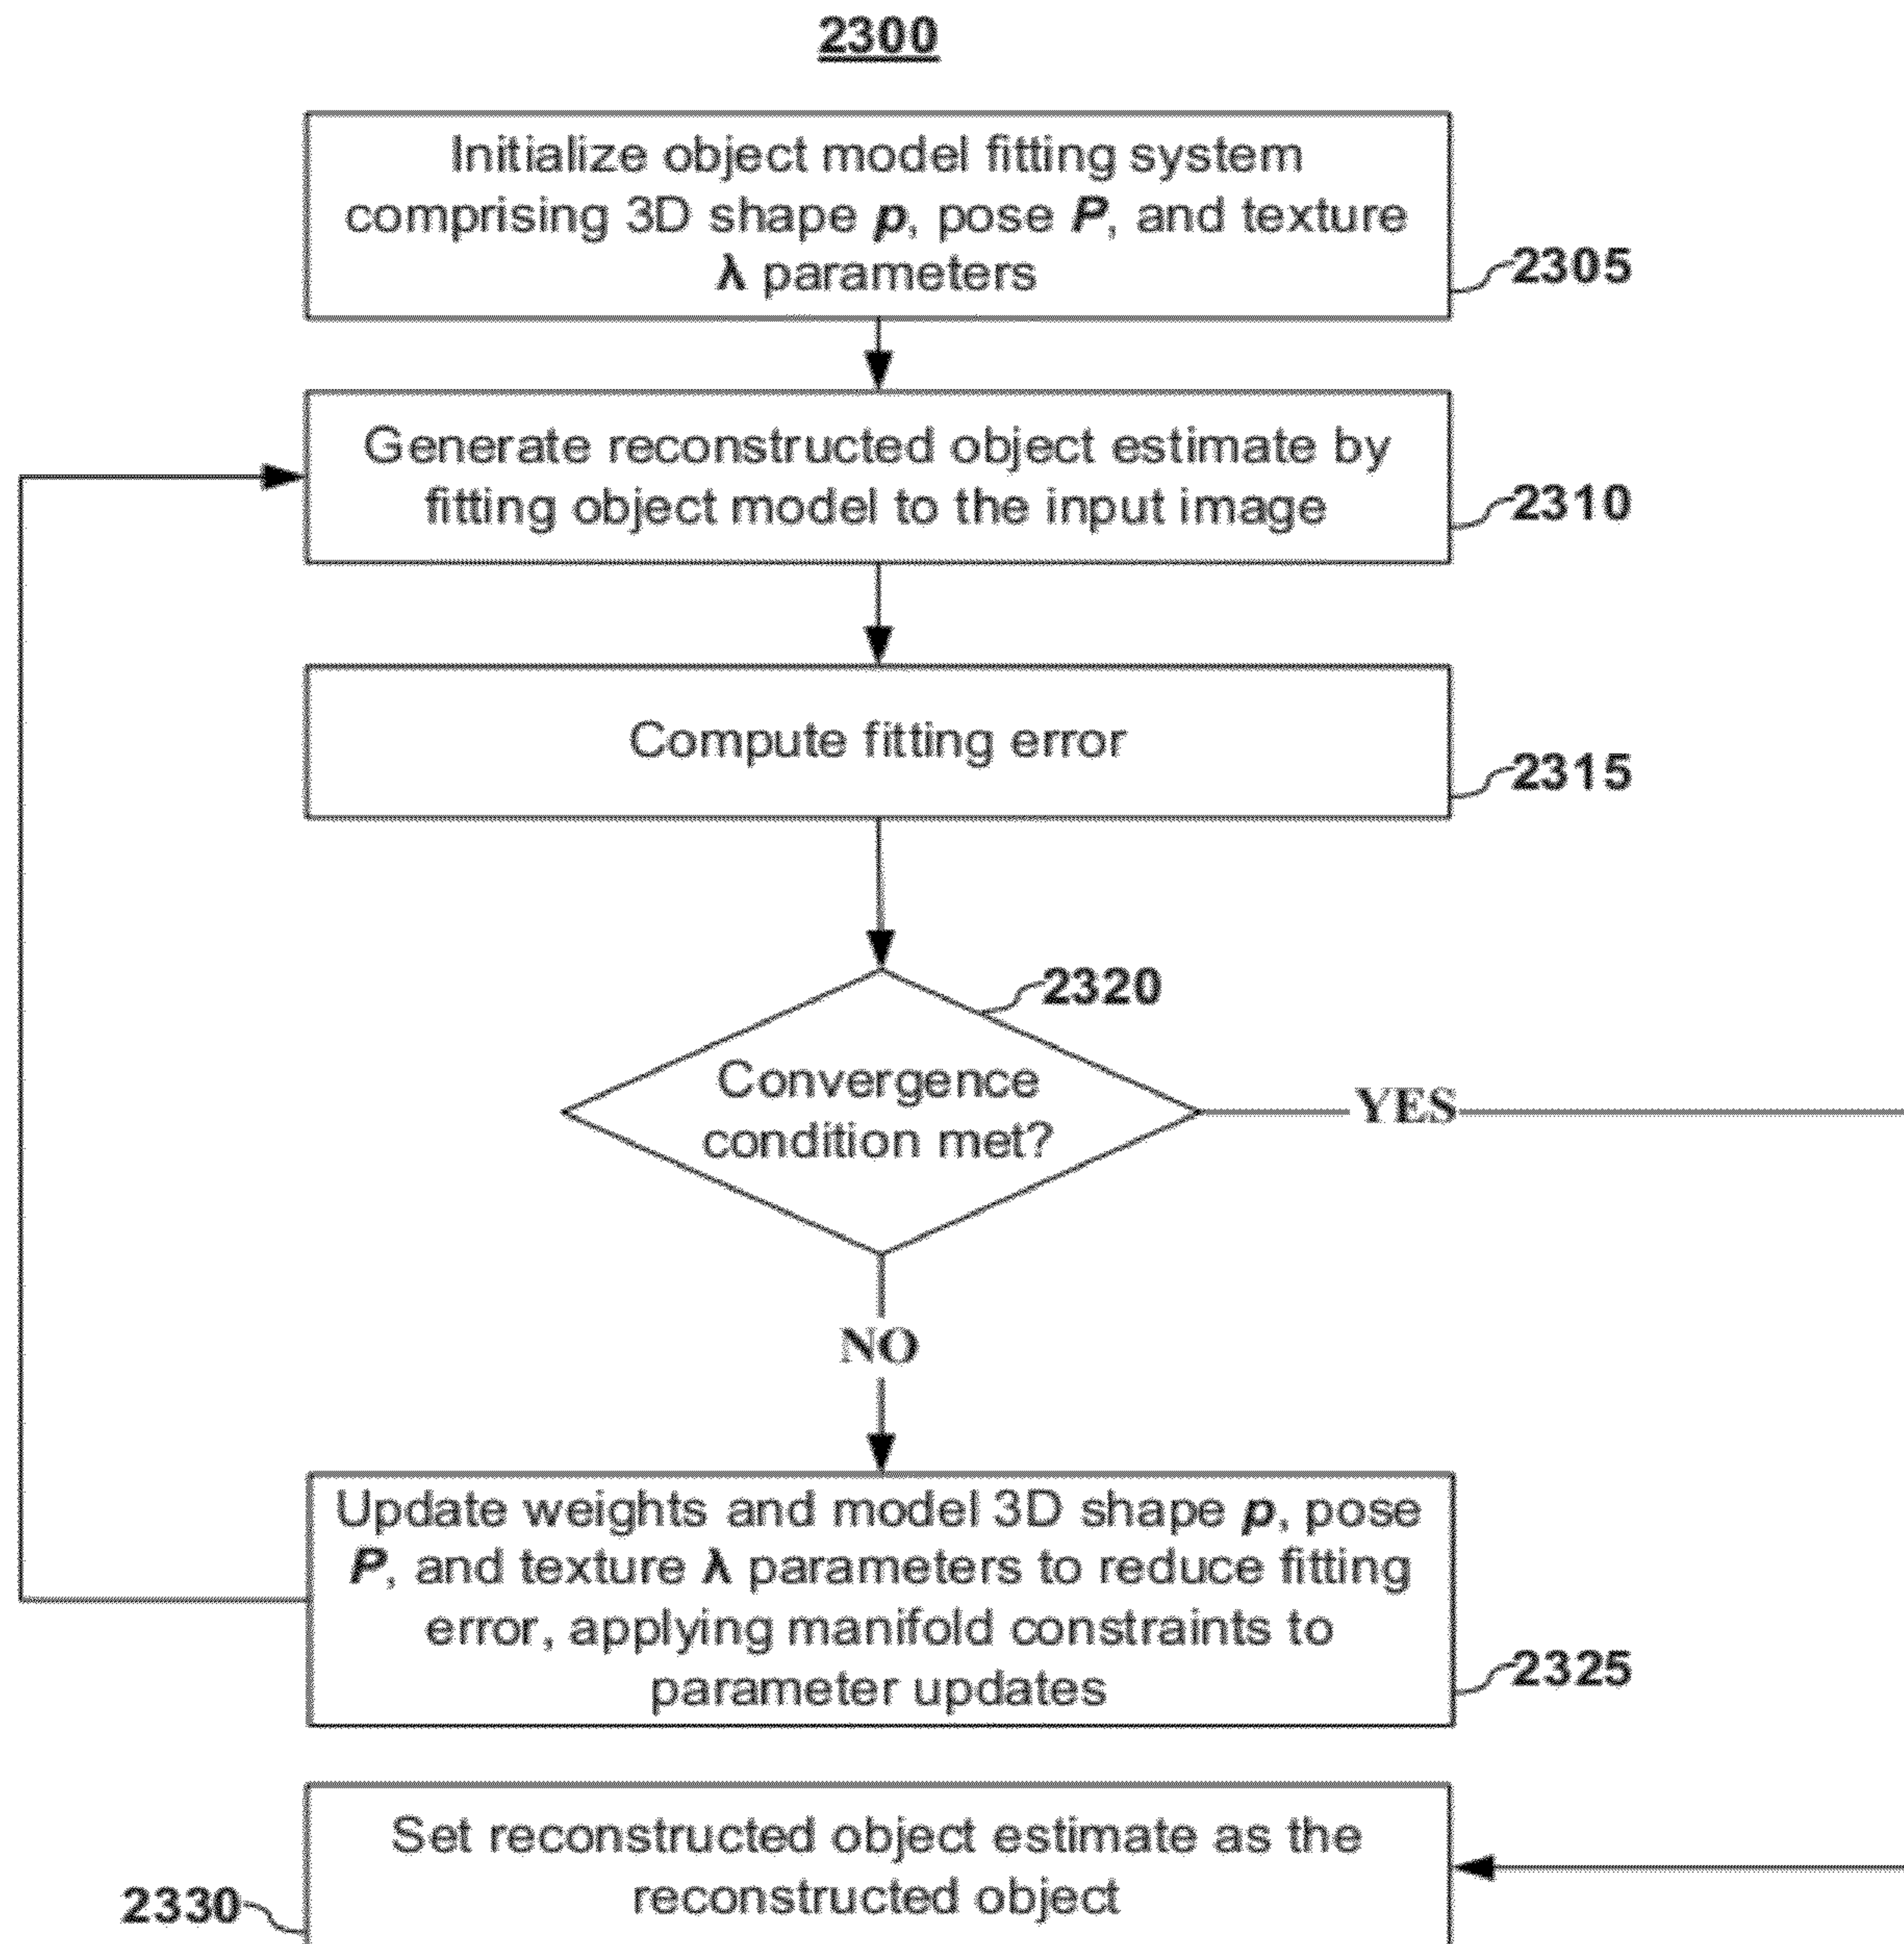 2300
Initialize object model fitting system
comprising 3D shape p, pose P, and texture
λ parameters
2305
Generate reconstructed object estimate by
fitting object model to the input image
2310
Compute fitting error
2315
2320
Convergence
condition met?
YES
NO
Update weights and model 3D shape p, pose
P, and texture λ parameters to reduce fitting
error, applying manifold constraints to
parameter updates
2325
Set reconstructed object estimate as the
reconstructed object
2330